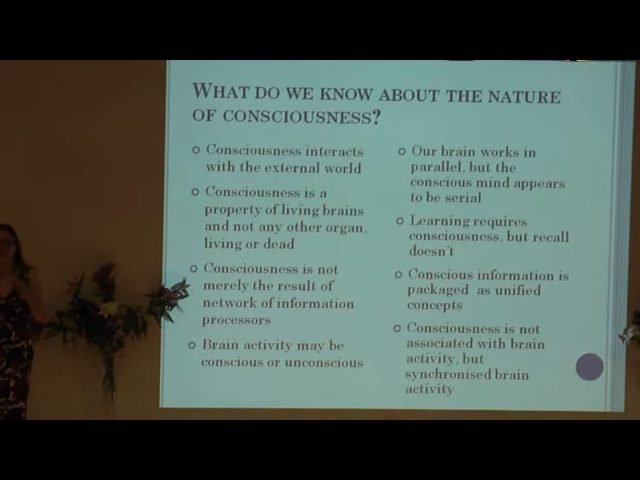 WHAT DO WE KNOW ABOUT THE NATURE
OF CONSCIOUSNESS?
Consciousness interacts
with the external world
Consciousness is a
property of living brains
and not any other organ,
living or dead
Consciousness is not
merely the result of
network of information
processors
Brain activity may be
conscious or unconscious
Our brain works in
parallel, but the
conscious mind appears
to be serial
Learning requires
consciousness, but recall
doesn't
Conscious information is
packaged as unified
concepts
Consciousness is not
associated with brain
activity, but
synchronised brain
activity